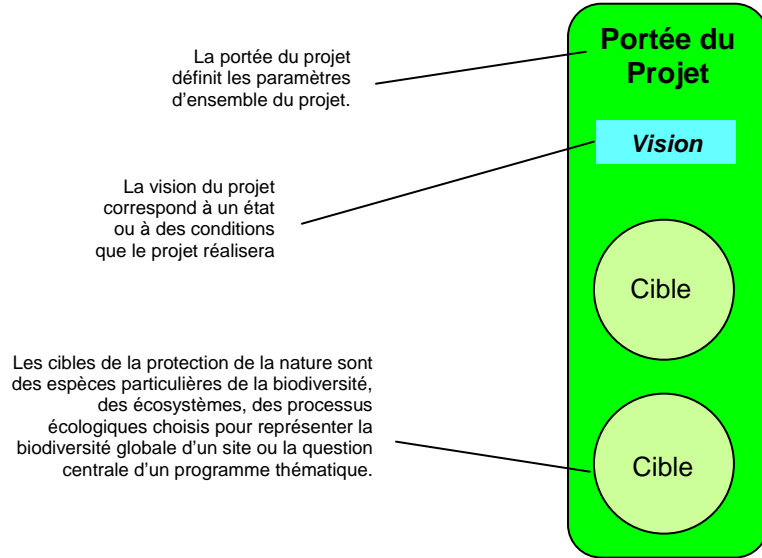 La portée du projet
définit les paramètres
d’ensemble du projet.
Portée du
Projet
Vision
La vision du projet
correspond à un état
ou à des conditions
que le projet réalisera
Cible
Les cibles de la protection de la nature sont
des espèces particulières de la biodiversité,
des écosystèmes, des processus
écologiques choisis pour représenter la
biodiversité globale d’un site ou la question
centrale d’un programme thématique.
Cible